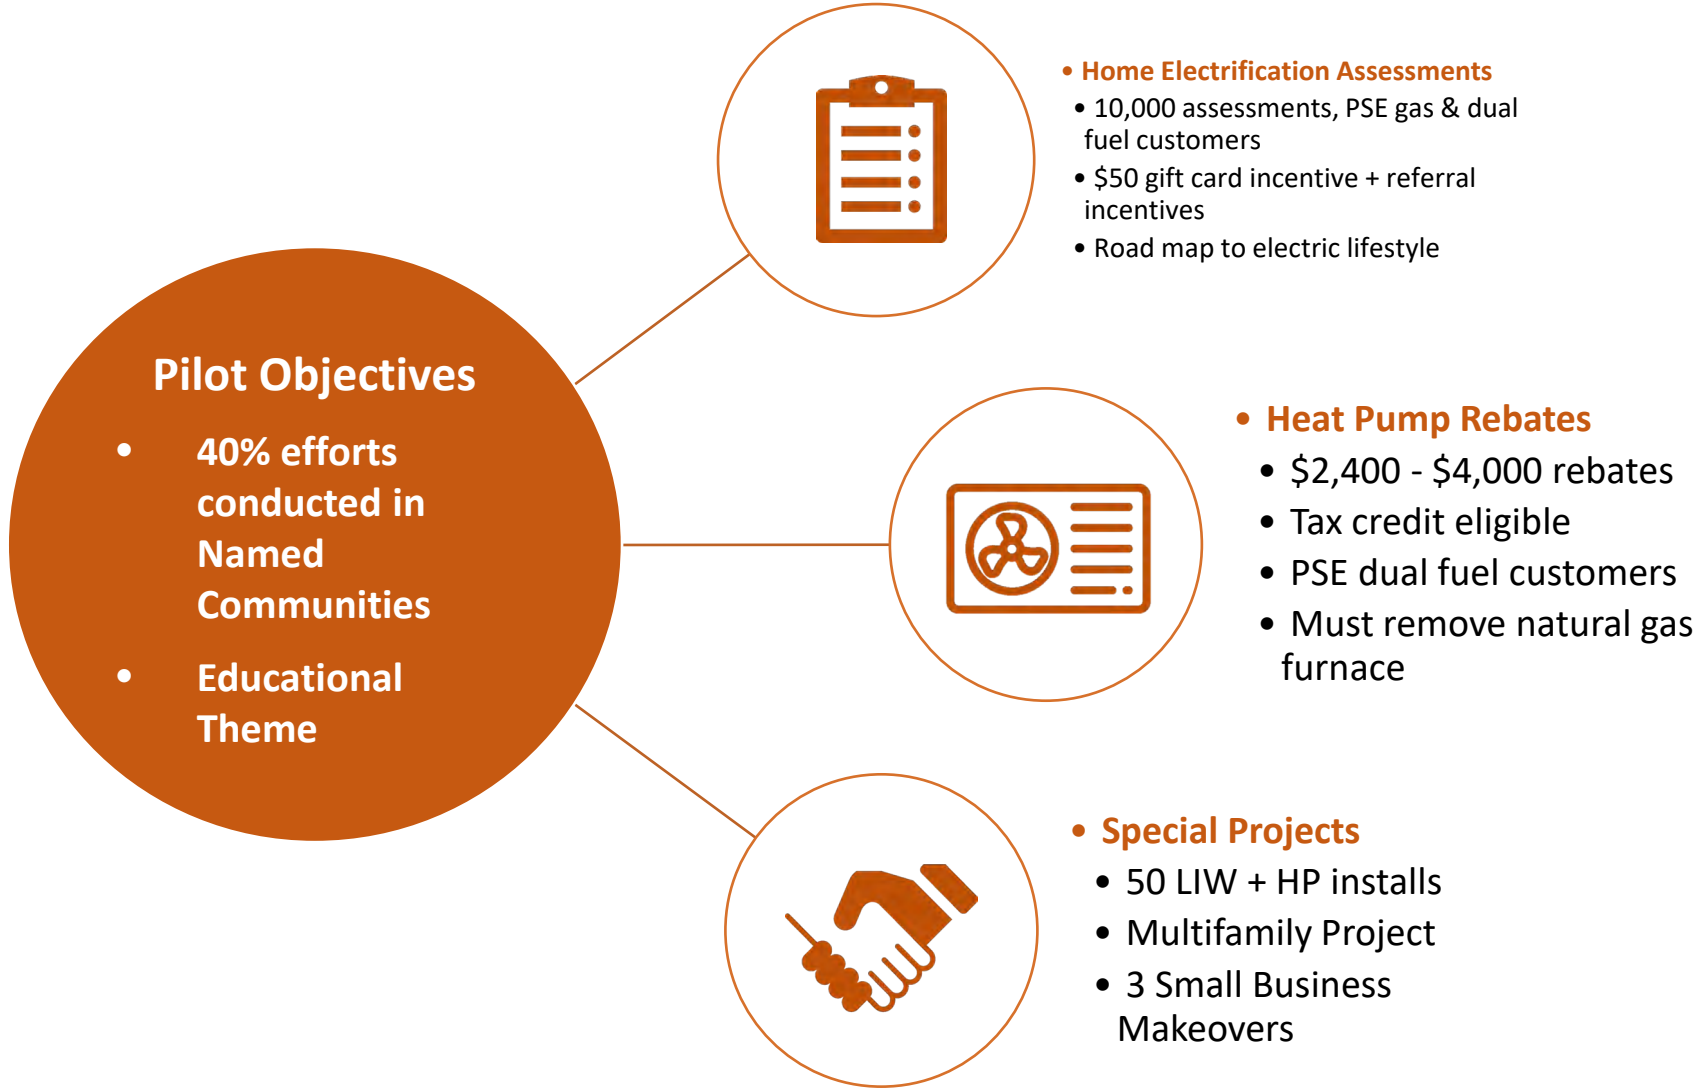 Pilot Objectives
• 40% efforts
conducted in
Named
Communities
• Educational
Theme
• Home Electrification Assessments
• 10,000 assessments, PSE gas & dual
fuel customers
• $50 gift card incentive + referral
incentives
• Road map to electric lifestyle
• Heat Pump Rebates
• $2,400 - $4,000 rebates
• Tax credit eligible
• PSE dual fuel customers
• Must remove natural gas
furnace
• Special Projects
• 50 LIW + HP installs
• Multifamily Project
• 3 Small Business
Makeovers